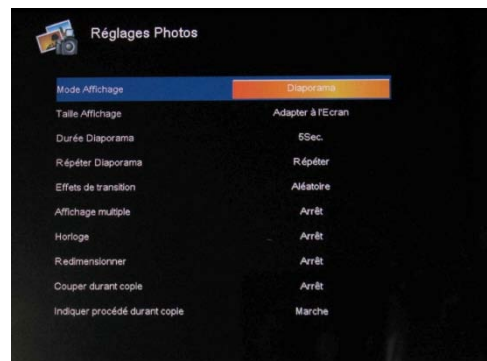 Réglages Photos
Mode Affichage Diaporama
Taille Affichage Adapter à l'Ecran
Durée Diaporama 5Sec.
Répéter Diaporama Répéter
Effets de transition Aléatoire
Affichage multiple Arrêt
Horloge Arrêt
Redimensionner Arrêt
Couper durant copie Arrêt
Indiquer procédé durant copie Marche